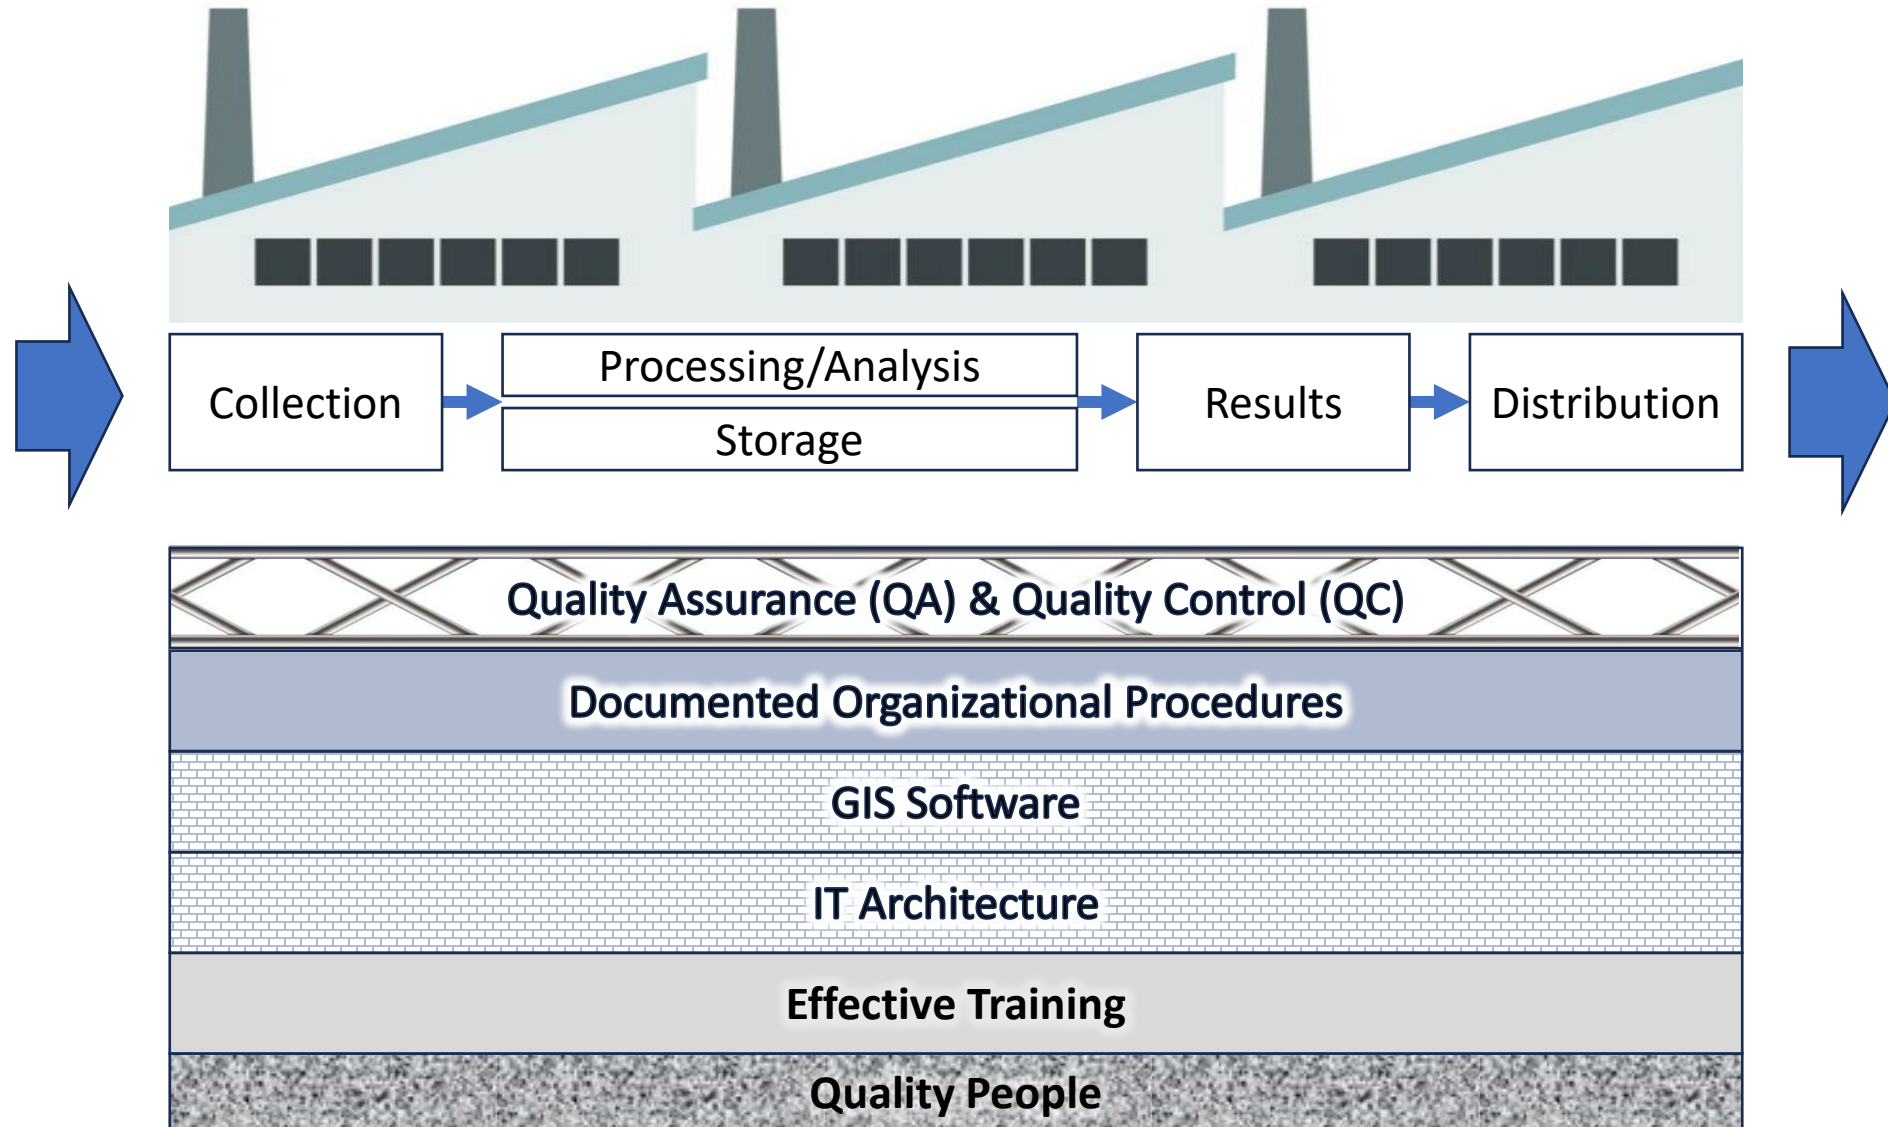 Collection
Processing/Analysis
Storage
Results
Distribution
Quality Assurance (QA) & Quality Control (QC)
Documented Organizational Procedures
GIS Software
IT Architecture
Effective Training
Quality People